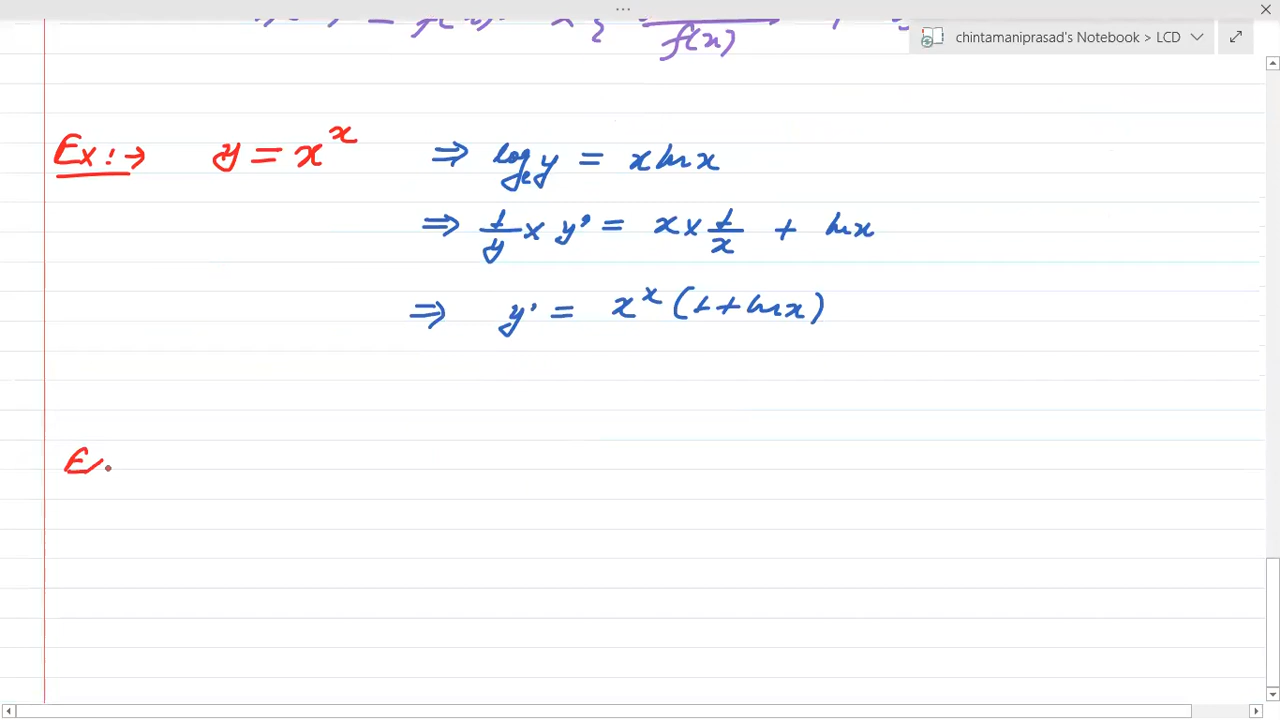 f(x)
chintamaniprasad's Notebook > LCD
Ex:→ y = x^x ⇒ log_e y = x ln x
⇒ 1/y × y' = x × 1/x + ln x
⇒ y' = x^x (1 + ln x)
E